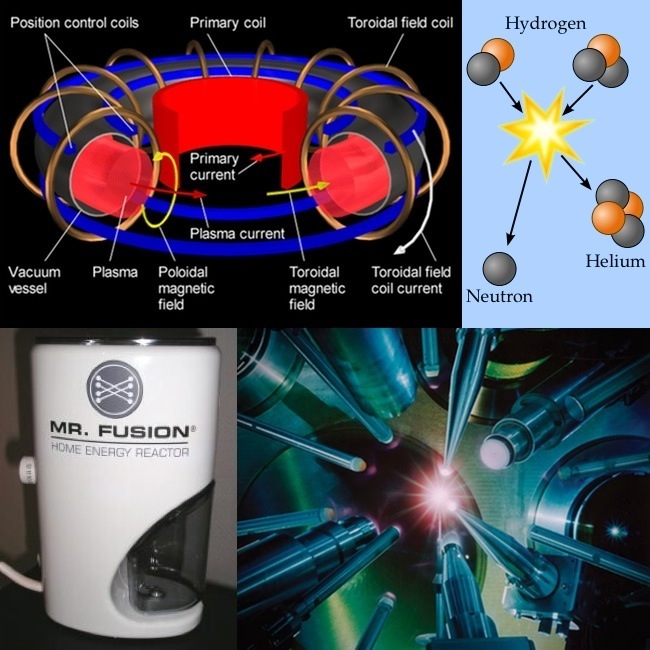 Position control coils
Primary coil
Toroidal field coil
Primary
current
Plasma current
Vacuum
vessel
Plasma
Poloidal
magnetic
field
Toroidal
magnetic
field
Toroidal field
coil current
Hydrogen
Helium
Neutron
MR. FUSION®
HOME ENERGY REACTOR